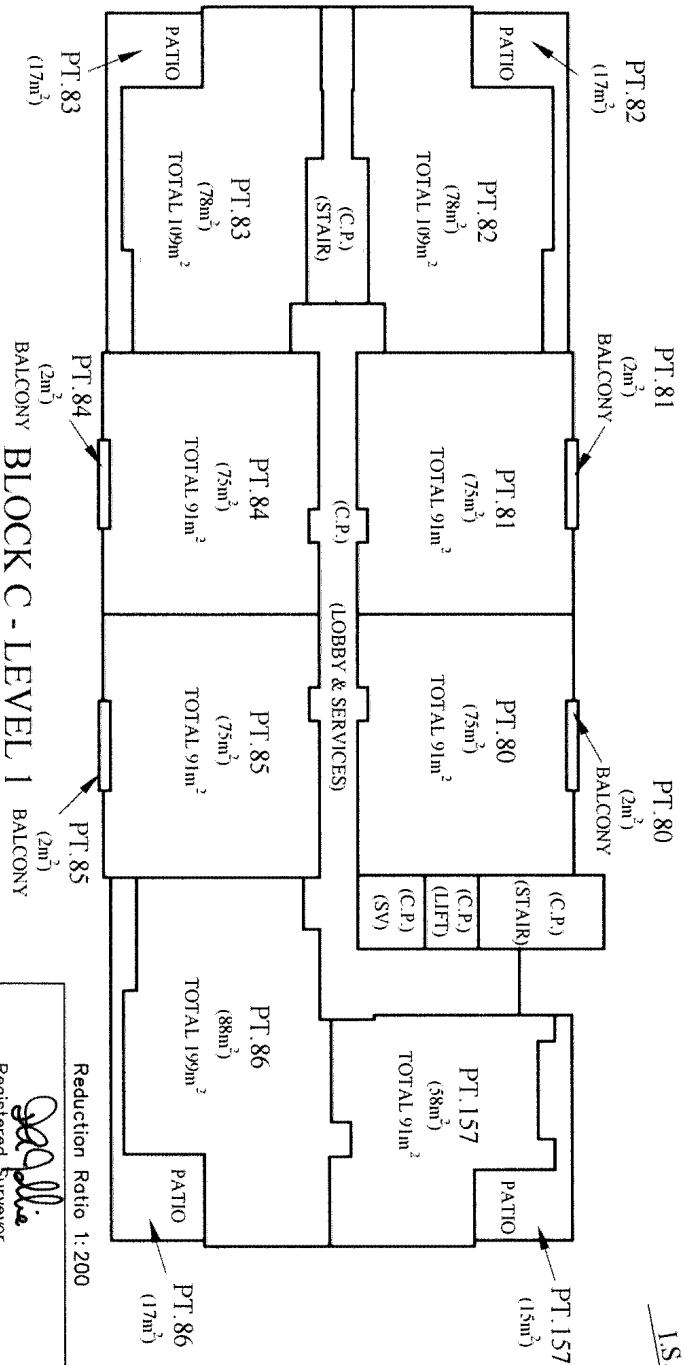 PT.82
(17m²)
PATIO
PT.82
(78m²)
TOTAL 109m²
PT.81
(2m²)
BALCONY
PT.81
(75m²)
TOTAL 91m²
PT.80
(2m²)
BALCONY
PT.80
(75m²)
TOTAL 91m²
(C.P.)
(STAIR)
(C.P.)
(LIFT)
(C.P.)
(SV)
PT.157
(58m²)
TOTAL 91m²
PATIO
PT.157
(15m²)
I.S.
(C.P.)
(STAIR)
(C.P.)
(LOBBY & SERVICES)
PT.83
(78m²)
TOTAL 109m²
PATIO
PT.83
(17m²)
PT.84
(75m²)
TOTAL 91m²
PT.84
(2m²)
BALCONY
PT.85
(75m²)
TOTAL 91m²
PT.85
(2m²)
BALCONY
PT.86
(88m²)
TOTAL 199m²
PATIO
PT.86
(17m²)
BLOCK C - LEVEL 1
Reduction Ratio 1:200
Registered Surveyor